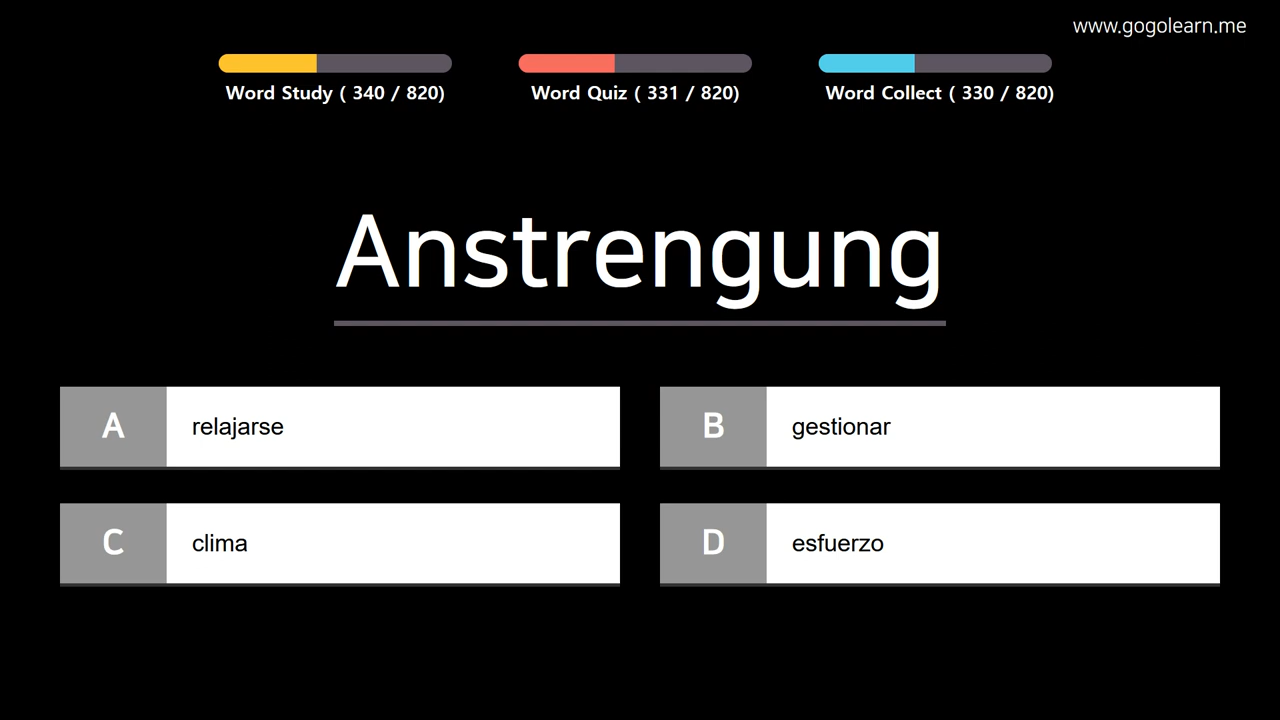 www.gogolearn.me
Word Study ( 340 / 820)
Word Quiz ( 331 / 820)
Word Collect ( 330 / 820)
Anstrengung
A
relajarse
B
gestionar
C
clima
D
esfuerzo